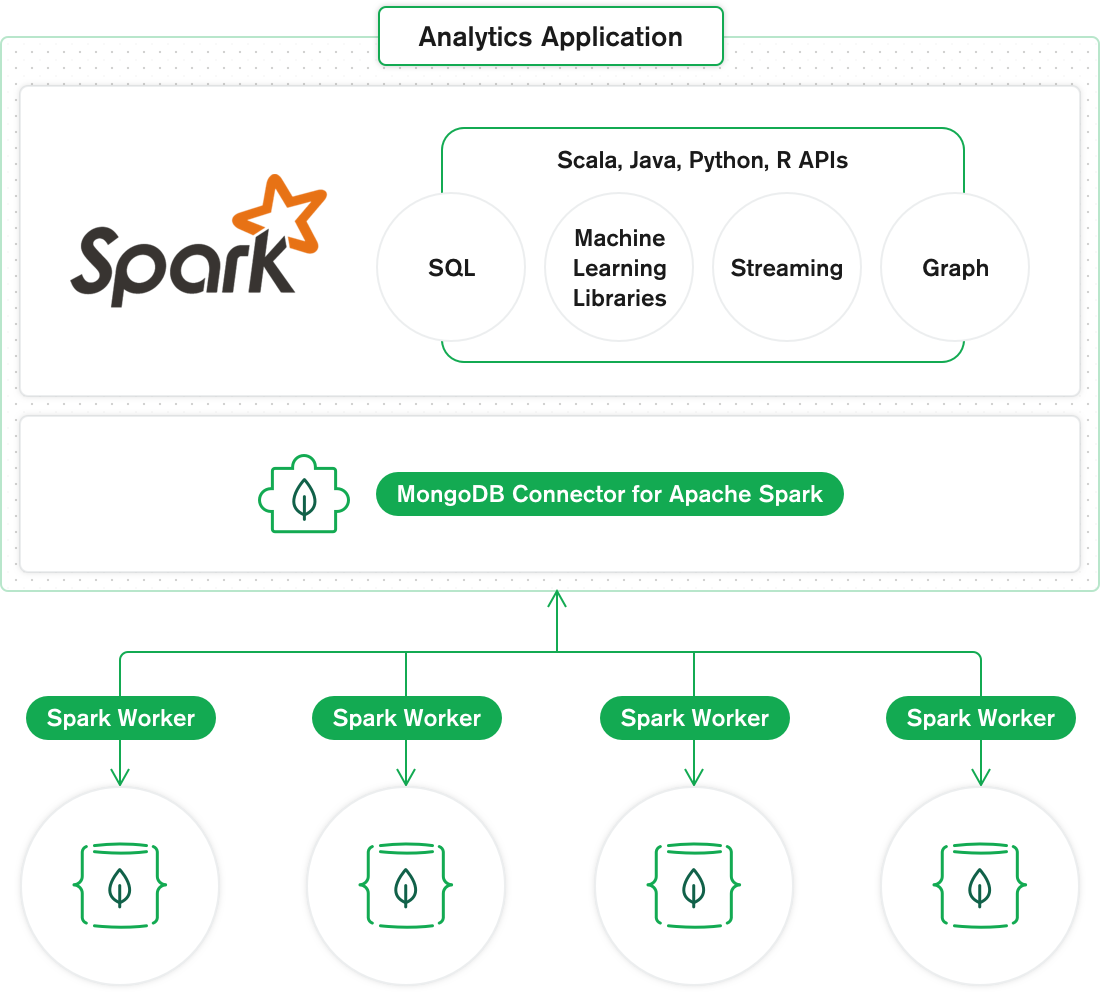 Analytics Application
Spark
Scala, Java, Python, R APIs
SQL
Machine
Learning
Libraries
Streaming
Graph
MongoDB Connector for Apache Spark
Spark Worker
Spark Worker
Spark Worker
Spark Worker